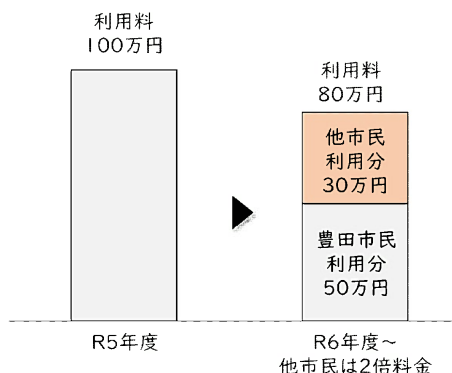 利用料
100万円
利用料
80万円
他市民
利用分
30万円
豊田市民
利用分
50万円
R5年度
R6年度~
他市民は2倍料金